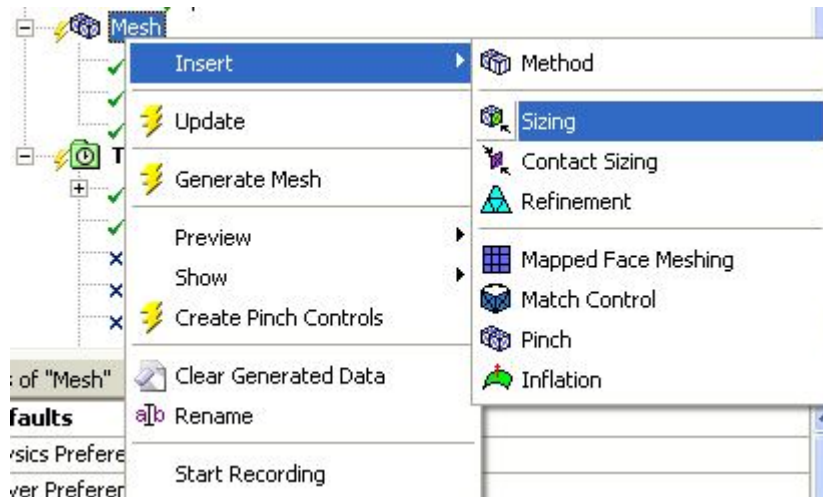 Mesh
Insert
Update
Generate Mesh
Preview
Show
Create Pinch Controls
Clear Generated Data
Rename
Start Recording
Method
Sizing
Contact Sizing
Refinement
Mapped Face Meshing
Match Control
Pinch
Inflation
T
of "Mesh"
faults
ysics Prefere
ver Preferen